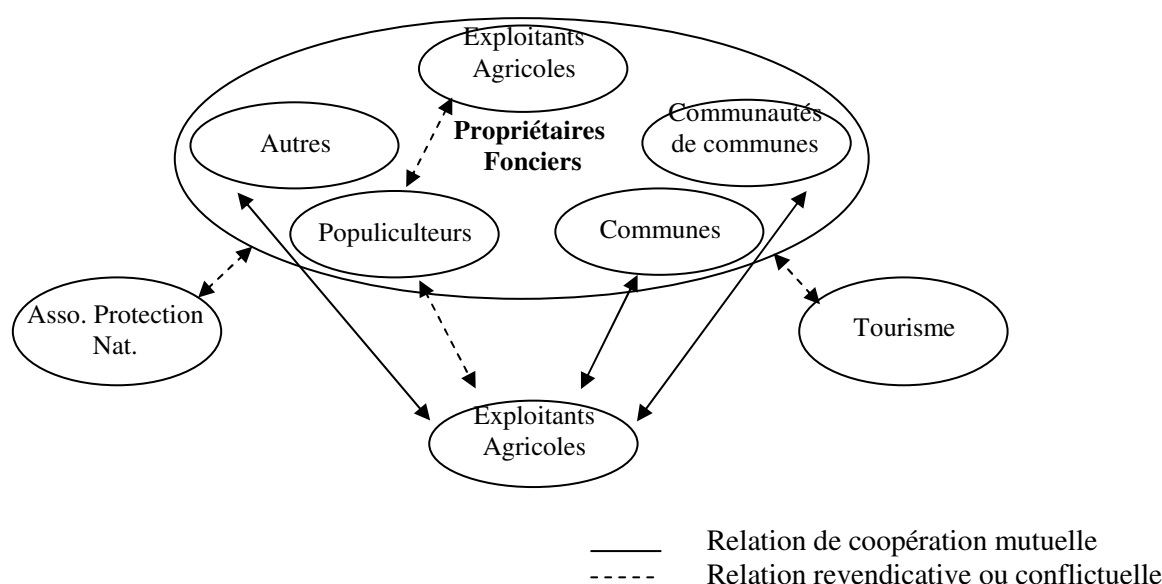 Exploitants
Agricoles
Communautés
de communes
Autres
Propriétaires
Fonciers
Populiculteurs
Communes
Asso. Protection
Nat.
Tourisme
Exploitants
Agricoles
Relation de coopération mutuelle
Relation revendicative ou conflictuelle